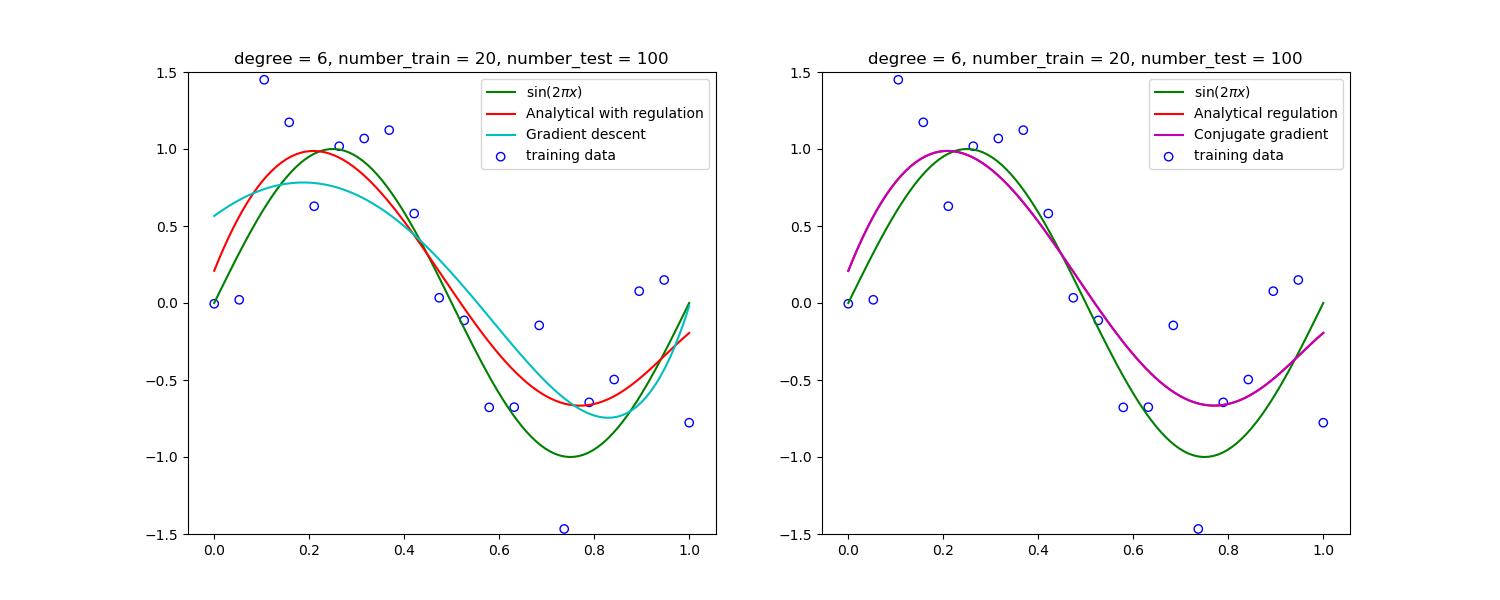 degree = 6, number_train = 20, number_test = 100
1.5
1.0
0.5
0.0
−0.5
−1.0
−1.5
0.0 0.2 0.4 0.6 0.8 1.0
sin(2πx)
Analytical with regulation
Gradient descent
training data
degree = 6, number_train = 20, number_test = 100
1.5
1.0
0.5
0.0
−0.5
−1.0
−1.5
0.0 0.2 0.4 0.6 0.8 1.0
sin(2πx)
Analytical regulation
Conjugate gradient
training data